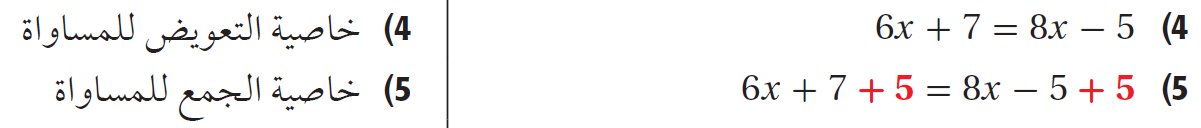 (4 6x + 7 = 8x − 5 (4 خاصية التعويض للمساواة
(5 6x + 7 + 5 = 8x − 5 + 5 (5 خاصية الجمع للمساواة